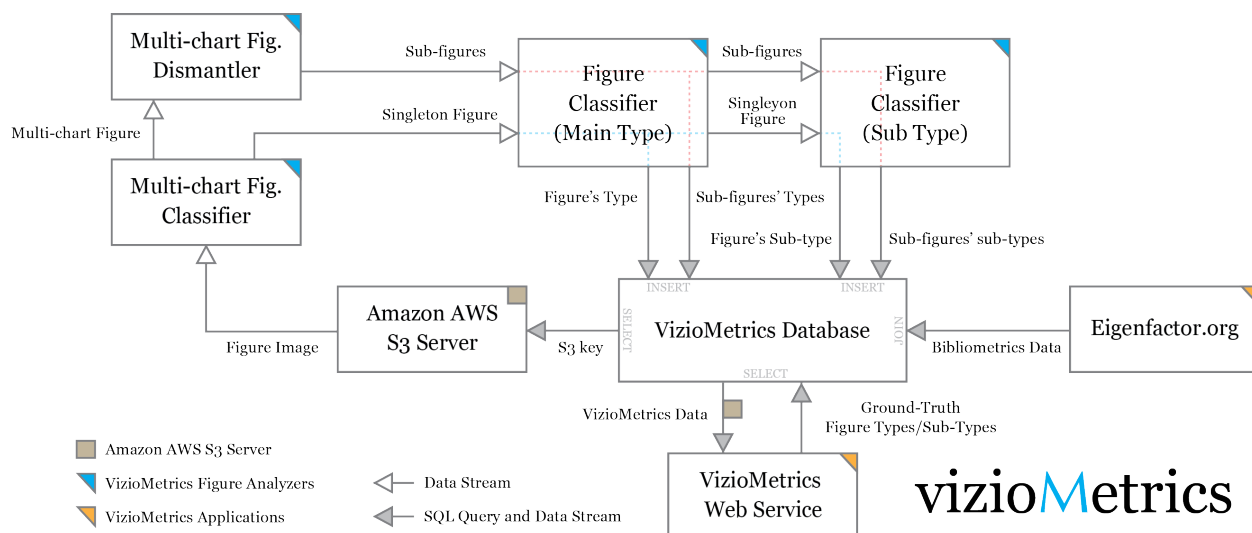 Multi-chart Fig.
Dismantler
Sub-figures
Figure
Classifier
(Main Type)
Sub-figures
Figure
Classifier
(Sub Type)
Multi-chart Figure
Singleton Figure
Singleyon
Figure
Multi-chart Fig.
Classifier
Figure's Type
Sub-figures' Types
Figure's Sub-type
Sub-figures' sub-types
INSERT
INSERT
Amazon AWS
S3 Server
SELECT
VizioMetrics Database
JOIN
Eigenfactor.org
Figure Image
S3 key
Bibliometrics Data
SELECT
VizioMetrics Data
Ground-Truth
Figure Types/Sub-Types
Amazon AWS S3 Server
VizioMetrics Figure Analyzers
Data Stream
VizioMetrics Applications
SQL Query and Data Stream
VizioMetrics
Web Service
vizioMetrics